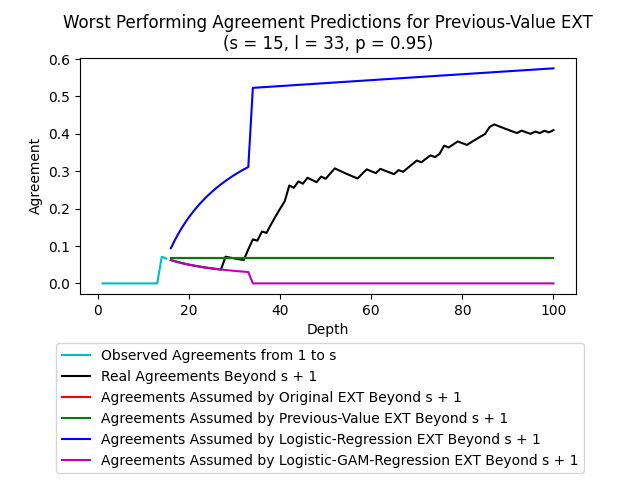 Worst Performing Agreement Predictions for Previous-Value EXT
(s = 15, l = 33, p = 0.95)
0.6
0.5
0.4
0.3
0.2
0.1
0.0
Agreement
0 20 40 60 80 100
Depth
Observed Agreements from 1 to s
Real Agreements Beyond s + 1
Agreements Assumed by Original EXT Beyond s + 1
Agreements Assumed by Previous-Value EXT Beyond s + 1
Agreements Assumed by Logistic-Regression EXT Beyond s + 1
Agreements Assumed by Logistic-GAM-Regression EXT Beyond s + 1